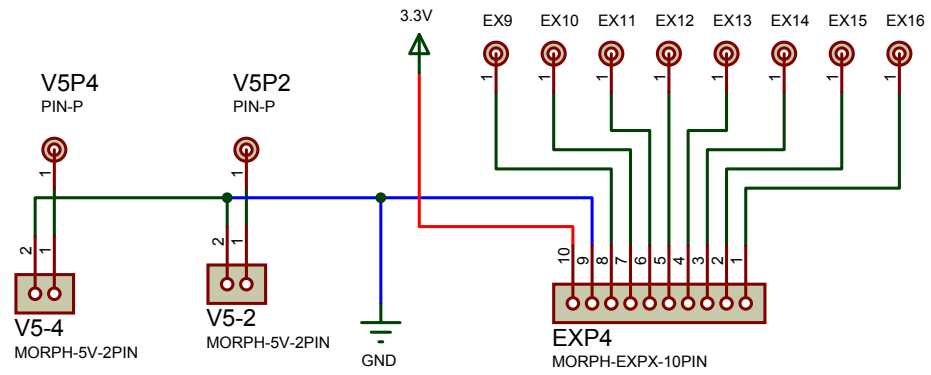 3.3V
EX9 EX10 EX11 EX12 EX13 EX14 EX15 EX16
1 1 1 1 1 1 1 1
V5P4
PIN-P
V5P2
PIN-P
1
1
2 1
2 1
10 9 8 7 6 5 4 3 2 1
V5-4
MORPH-5V-2PIN
V5-2
MORPH-5V-2PIN
GND
EXP4
MORPH-EXPX-10PIN